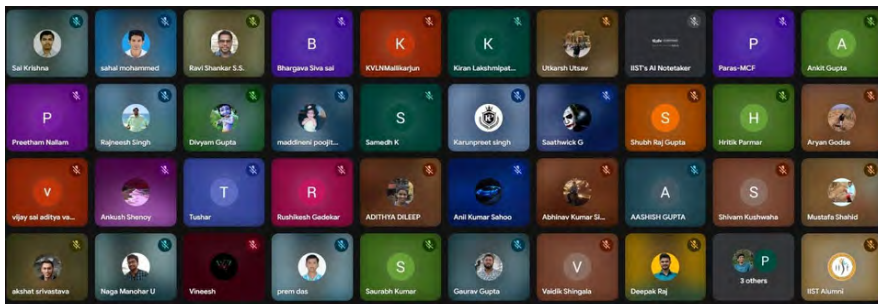 Sai Krishna
sahal mohammed
Ravi Shankar S.S.
B
Bhargava Siva sai
K
KVLNMallikarjun
K
Kiran Lakshmipat...
Utkarsh Utsav
IIST's AI Notetaker
P
Paras-MCF
A
Ankit Gupta
P
Preetham Nallam
Rajneesh Singh
Divyam Gupta
maddineni poojit...
S
Samedh K
K
Karunpreet singh
Saathwick G
S
Shubh Raj Gupta
H
Hritik Parmar
Aryan Godse
v
vijay sai aditya va...
Ankush Shenoy
T
Tushar
R
Rushikesh Gadekar
ADITHYA DILEEP
Anil Kumar Sahoo
Abhinav Kumar Si...
A
AASHISH GUPTA
S
Shivam Kushwaha
Mustafa Shahid
akshat srivastava
Naga Manohar U
Vineesh
prem das
S
Saurabh Kumar
Gaurav Gupta
V
Vaidik Shingala
Deepak Raj
P
3 others
IIST Alumni